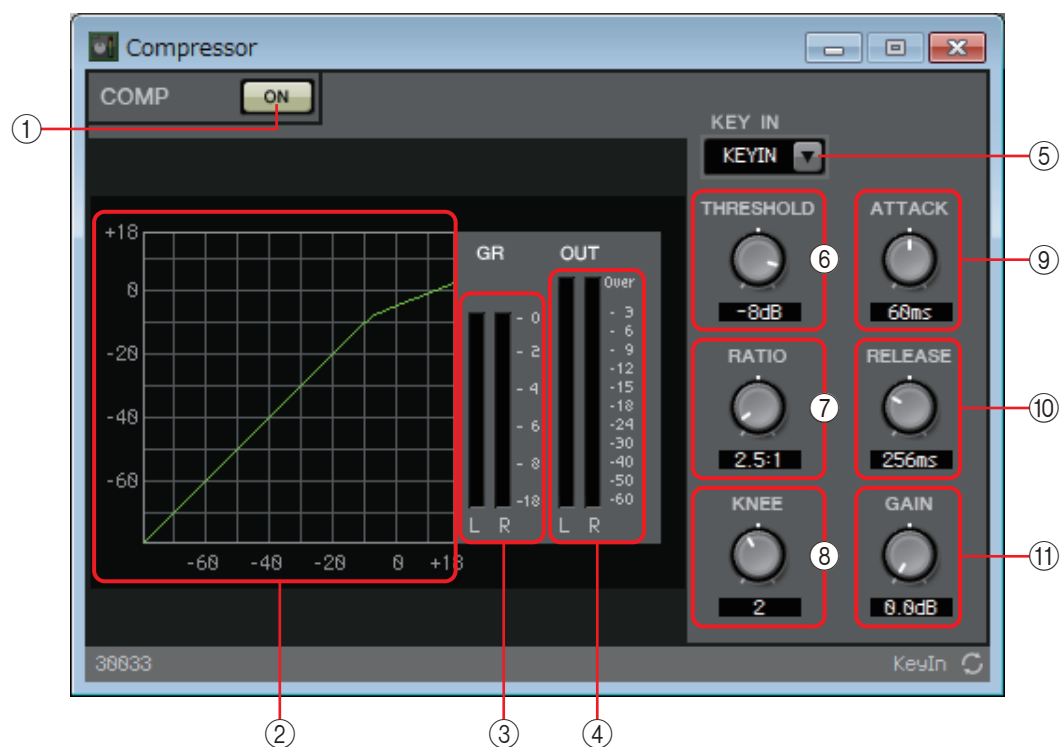 Compressor
COMP
ON
①
KEY IN
KEYIN
⑤
THRESHOLD
⑥
-8dB
ATTACK
⑨
60ms
RATIO
⑦
2.5:1
RELEASE
⑩
256ms
KNEE
⑧
2
GAIN
⑪
0.0dB
+18
0
-20
-40
-60
-60 -40 -20 0 +18
②
GR
- 0
- 2
- 4
- 6
- 8
-18
L R
③
OUT
Over
- 3
- 6
- 9
-12
-15
-18
-24
-30
-40
-50
-60
L R
④
30033
KeyIn